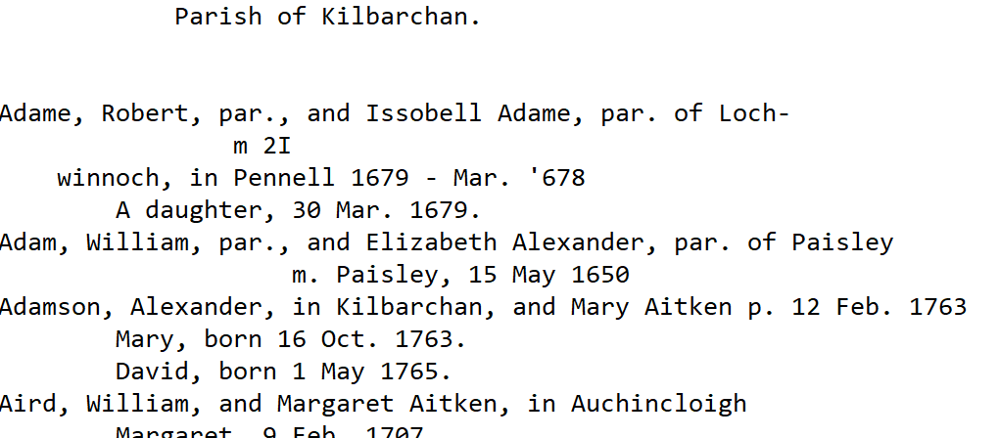 Parish of Kilbarchan.
Adame, Robert, par., and Issobell Adame, par. of Loch-
m 2I
winnoch, in Pennell 1679 - Mar. '678
A daughter, 30 Mar. 1679.
Adam, William, par., and Elizabeth Alexander, par. of Paisley
m. Paisley, 15 May 1650
Adamson, Alexander, in Kilbarchan, and Mary Aitken p. 12 Feb. 1763
Mary, born 16 Oct. 1763.
David, born 1 May 1765.
Aird, William, and Margaret Aitken, in Auchincloigh
Margaret, 9 Feb. 1707